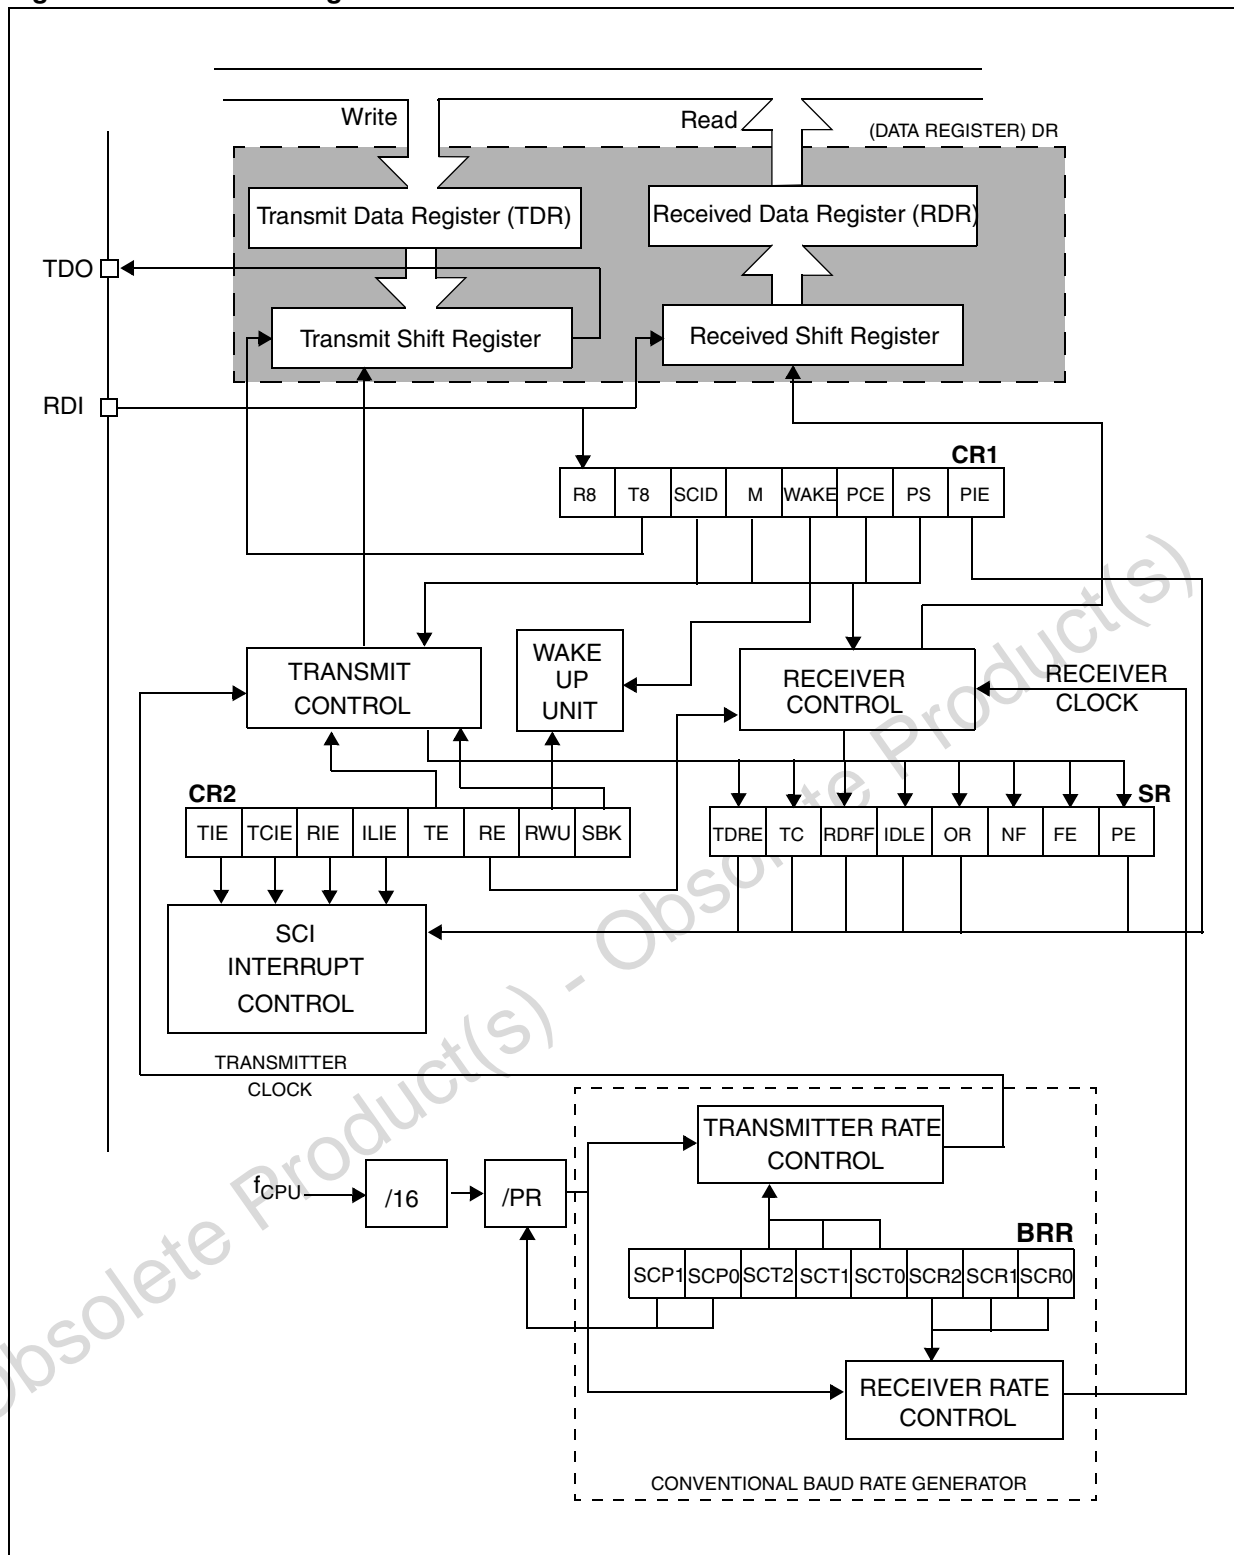 Write
Read
(DATA REGISTER) DR
Transmit Data Register (TDR)
Received Data Register (RDR)
TDO
Transmit Shift Register
Received Shift Register
RDI
CR1
R8 T8 SCID M WAKE PCE PS PIE
TRANSMIT
CONTROL
WAKE
UP
UNIT
RECEIVER
CONTROL
RECEIVER
CLOCK
CR2
TIE TCIE RIE ILIE TE RE RWU SBK
SR
TDRE TC RDRF IDLE OR NF FE PE
SCI
INTERRUPT
CONTROL
TRANSMITTER
CLOCK
TRANSMITTER RATE
CONTROL
fCPU
/16
/PR
BRR
SCP1 SCP0 SCT2 SCT1 SCT0 SCR2 SCR1 SCR0
RECEIVER RATE
CONTROL
CONVENTIONAL BAUD RATE GENERATOR
Obsolete Product(s) - Obsolete Product(s)